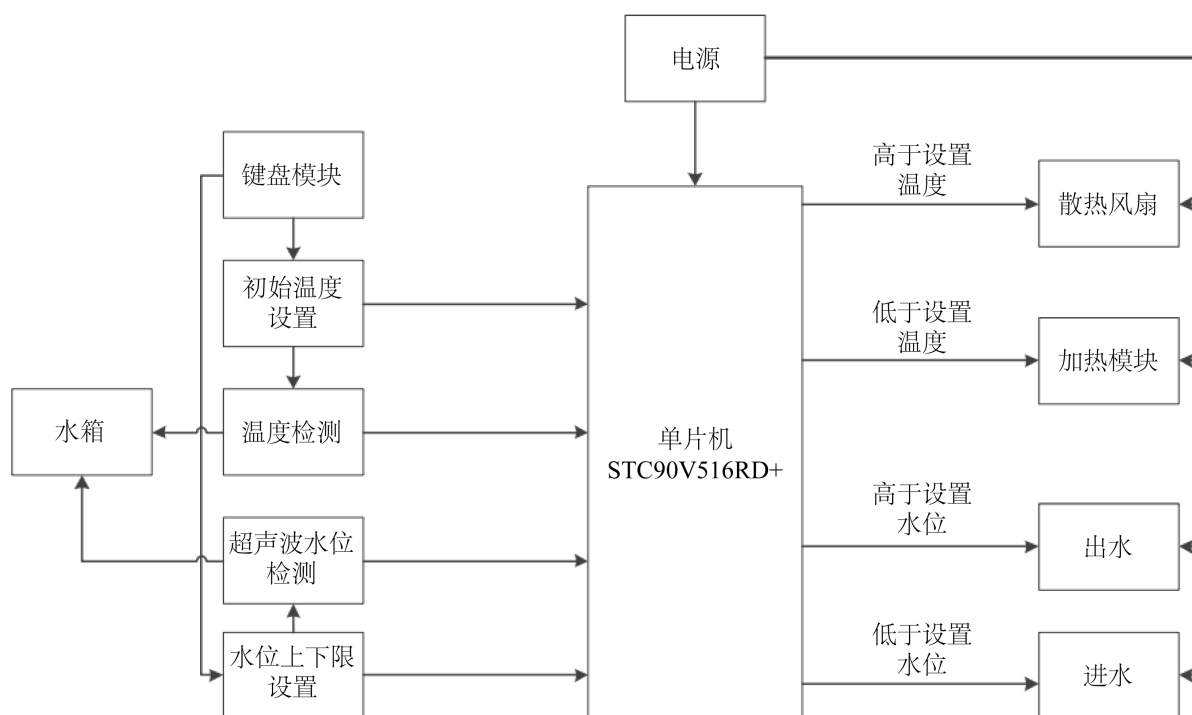 电源
键盘模块
高于设置
温度
散热风扇
初始温度
设置
低于设置
温度
加热模块
水箱
温度检测
单片机
STC90V516RD+
高于设置
水位
出水
超声波水位
检测
低于设置
水位
进水
水位上下限
设置